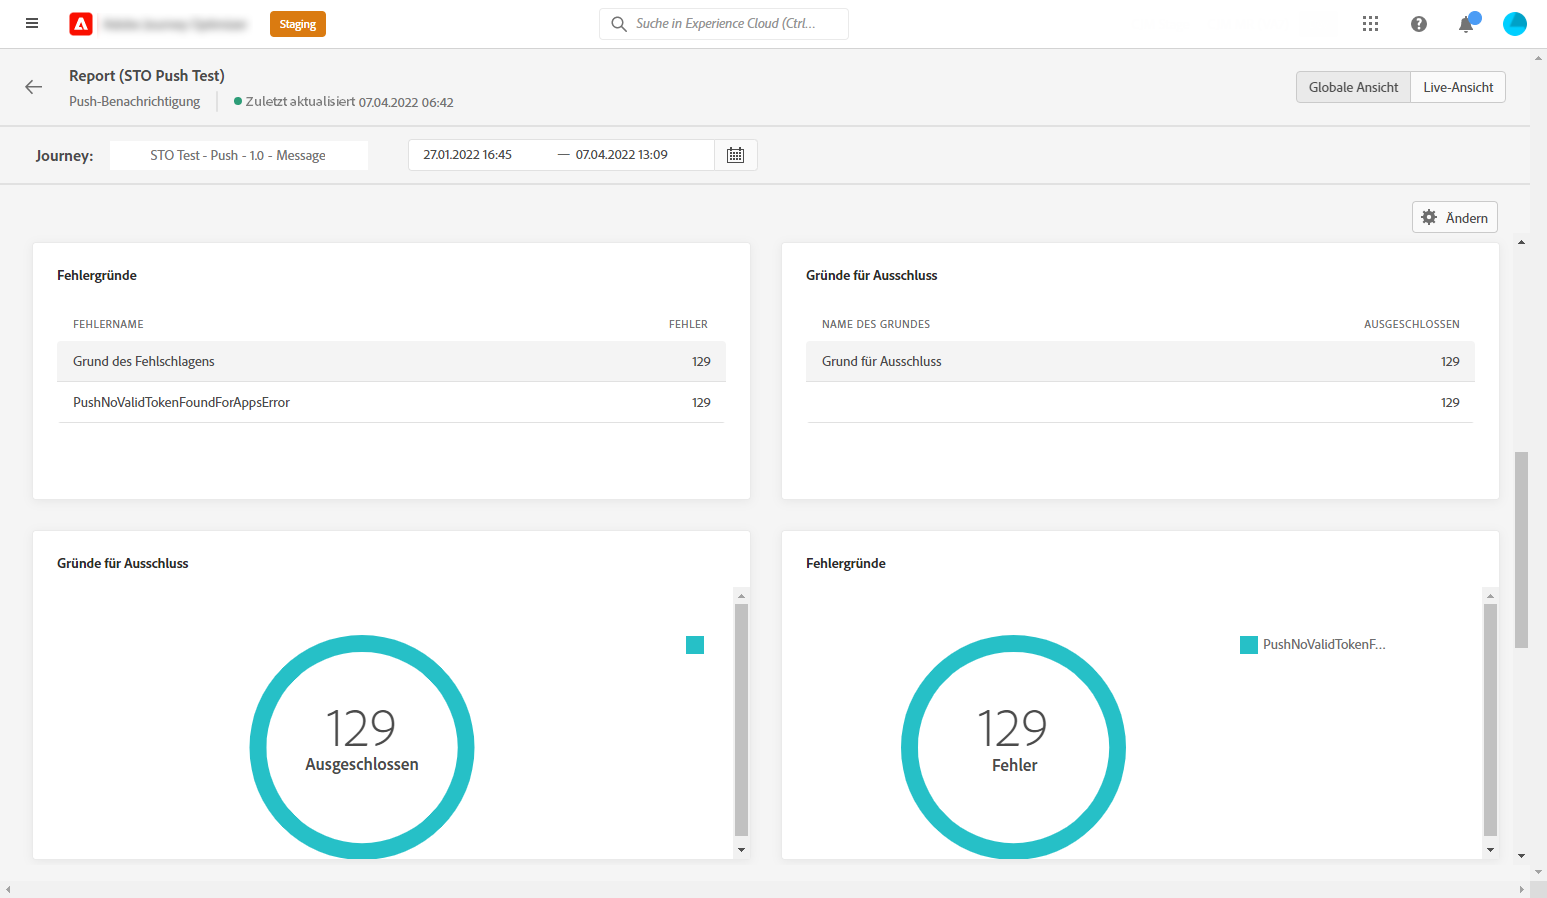 Staging
Suche in Experience Cloud (Ctrl...
Report (STO Push Test)
Push-Benachrichtigung
Zuletzt aktualisiert 07.04.2022 06:42
Globale Ansicht
Live-Ansicht
Journey:
STO Test - Push - 1.0 - Message
27.01.2022 16:45
— 07.04.2022 13:09
Ändern
Fehlergründe
FEHLERNAME FEHLER
Grund des Fehlschlagens 129
PushNoValidTokenFoundForAppsError 129
Gründe für Ausschluss
NAME DES GRUNDES AUSGESCHLOSSEN
Grund für Ausschluss 129
129
Gründe für Ausschluss
129
Ausgeschlossen
Fehlergründe
PushNoValidTokenF...
129
Fehler